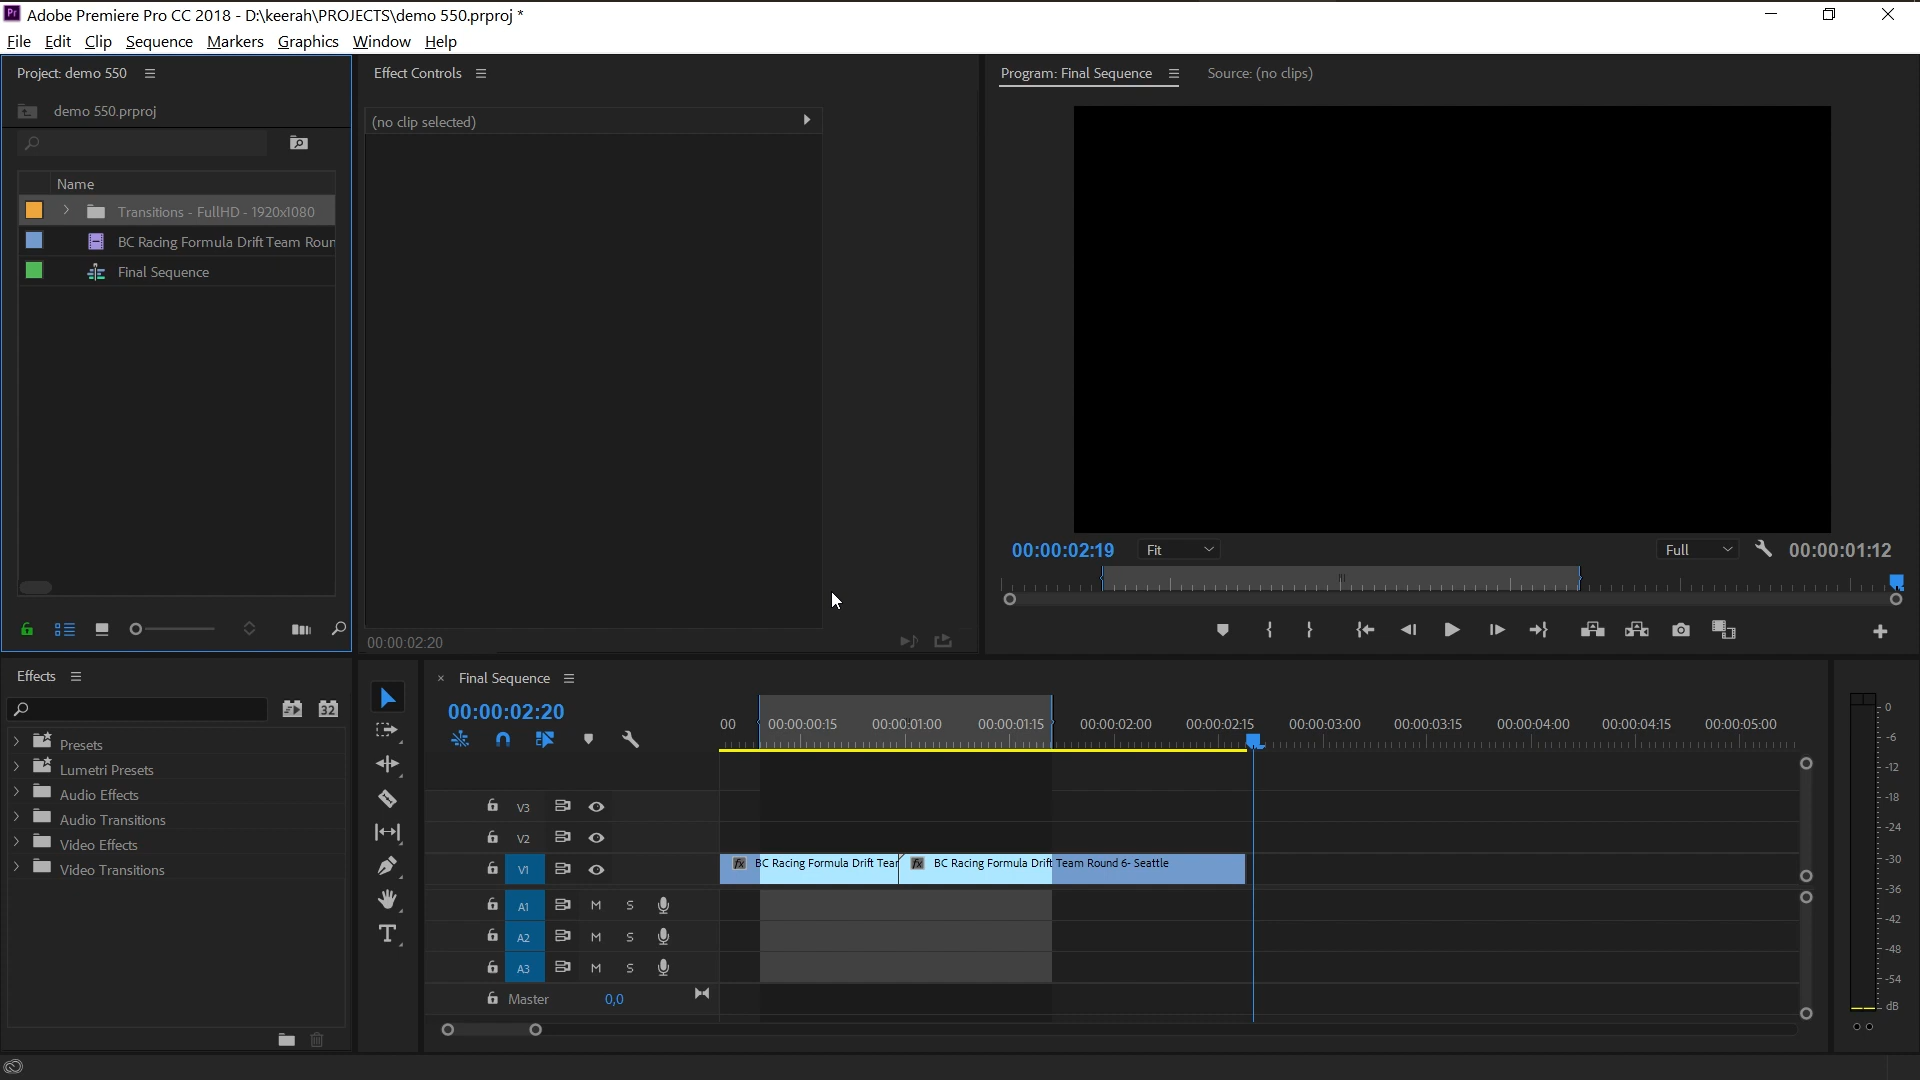 Adobe Premiere Pro CC 2018 - D:\keerah\PROJECTS\demo 550.prproj *
File Edit Clip Sequence Markers Graphics Window Help
Project: demo 550
demo 550.prproj
Name
Transitions - FullHD - 1920x1080
BC Racing Formula Drift Team Roun
Final Sequence
Effect Controls
(no clip selected)
00:00:02:20
Program: Final Sequence
Source: (no clips)
00:00:02:19
Fit
Full
00:00:01:12
Effects
32
Presets
Lumetri Presets
Audio Effects
Audio Transitions
Video Effects
Video Transitions
T
× Final Sequence
00:00:02:20
00 00:00:00:15 00:00:01:00 00:00:01:15 00:00:02:00 00:00:02:15 00:00:03:00 00:00:03:15 00:00:04:00 00:00:04:15 00:00:05:00
V3
V2
V1
fx BC Racing Formula Drift Tear
fx BC Racing Formula Drift Team Round 6- Seattle
A1 M S
A2 M S
A3 M S
Master 0,0
0
-6
-12
-18
-24
-30
-36
-42
-48
-54
dB